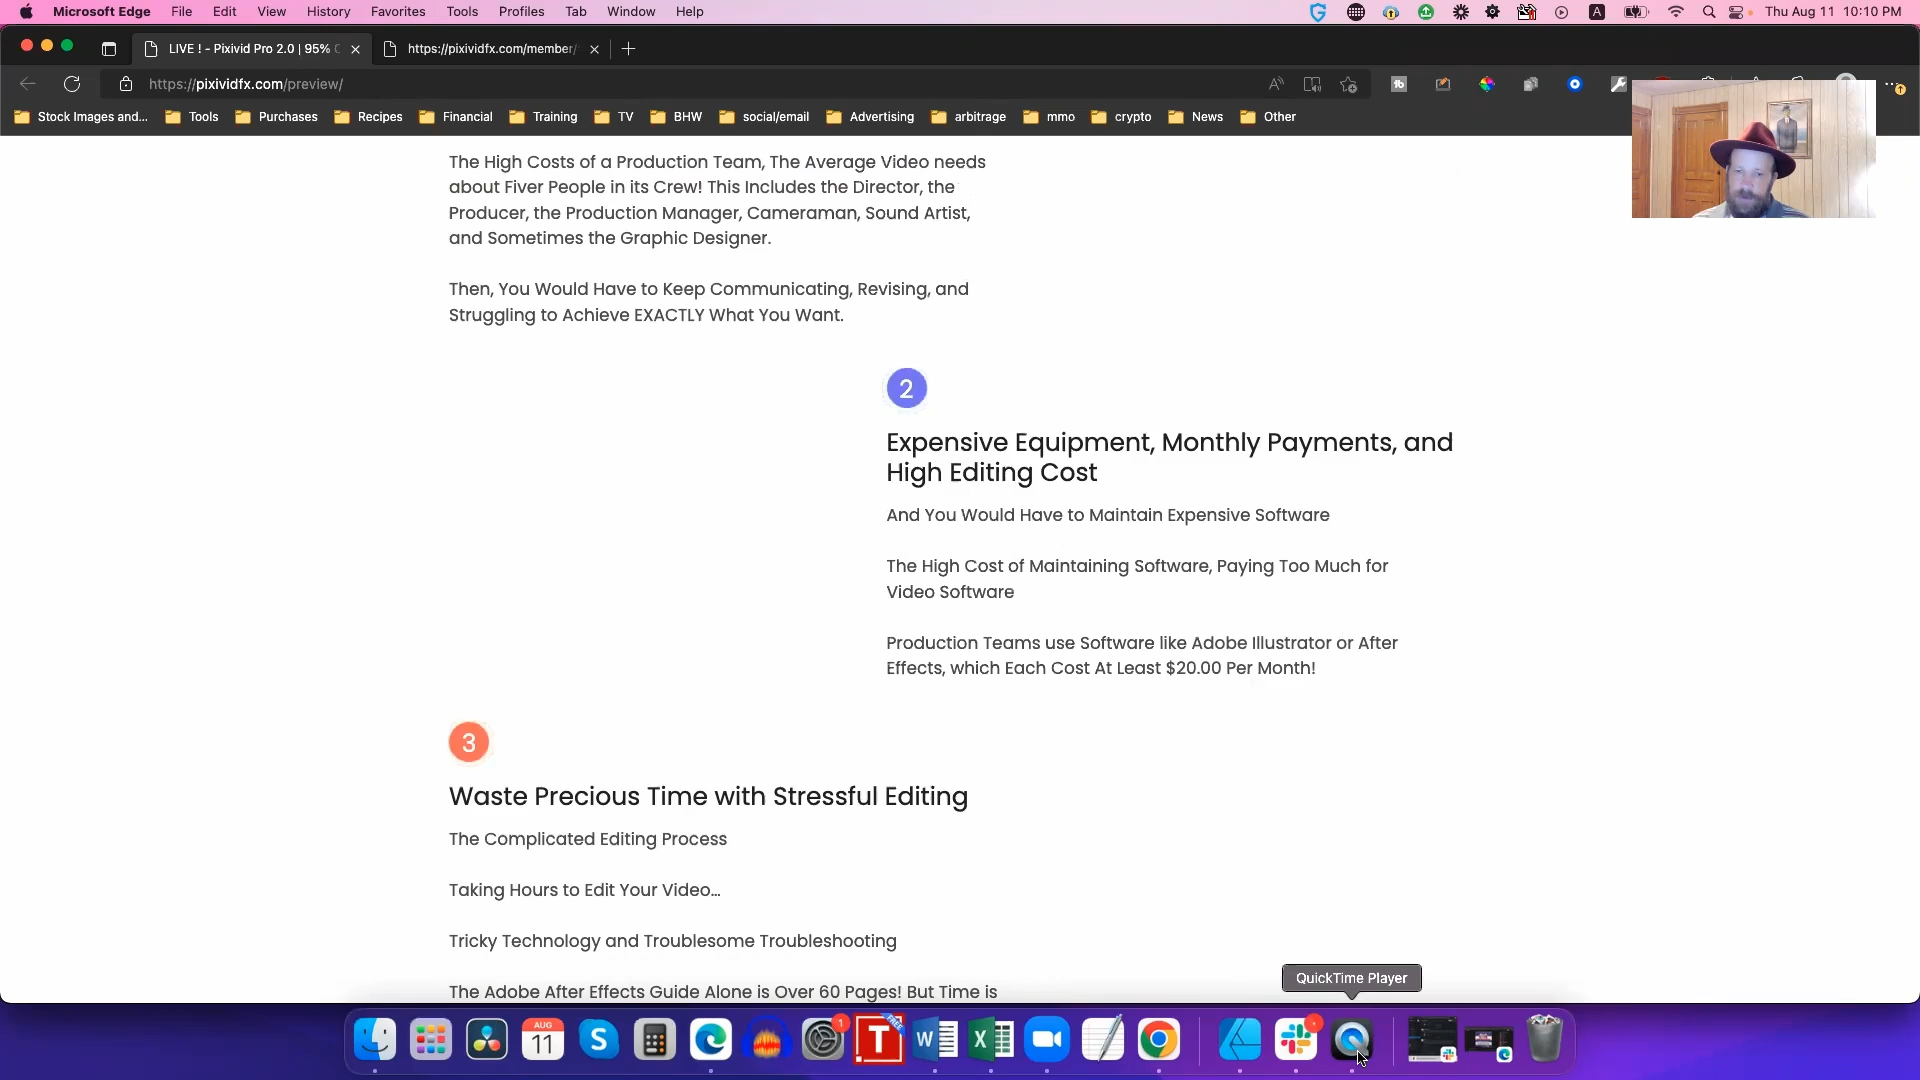 Microsoft Edge File Edit View History Favorites Tools Profiles Tab Window Help
A
Thu Aug 11 10:10 PM
LIVE ! - Pixivid Pro 2.0 | 95%
https://pixividfx.com/member/
https://pixividfx.com/preview/
Stock Images and... Tools Purchases Recipes Financial Training TV BHW social/email Advertising arbitrage mmo crypto News Other
The High Costs of a Production Team, The Average Video needs
about Fiver People in its Crew! This Includes the Director, the
Producer, the Production Manager, Cameraman, Sound Artist,
and Sometimes the Graphic Designer.
Then, You Would Have to Keep Communicating, Revising, and
Struggling to Achieve EXACTLY What You Want.
2
Expensive Equipment, Monthly Payments, and
High Editing Cost
And You Would Have to Maintain Expensive Software
The High Cost of Maintaining Software, Paying Too Much for
Video Software
Production Teams use Software like Adobe Illustrator or After
Effects, which Each Cost At Least $20.00 Per Month!
3
Waste Precious Time with Stressful Editing
The Complicated Editing Process
Taking Hours to Edit Your Video...
Tricky Technology and Troublesome Troubleshooting
The Adobe After Effects Guide Alone is Over 60 Pages! But Time is
QuickTime Player
AUG
11
1
T
FREE